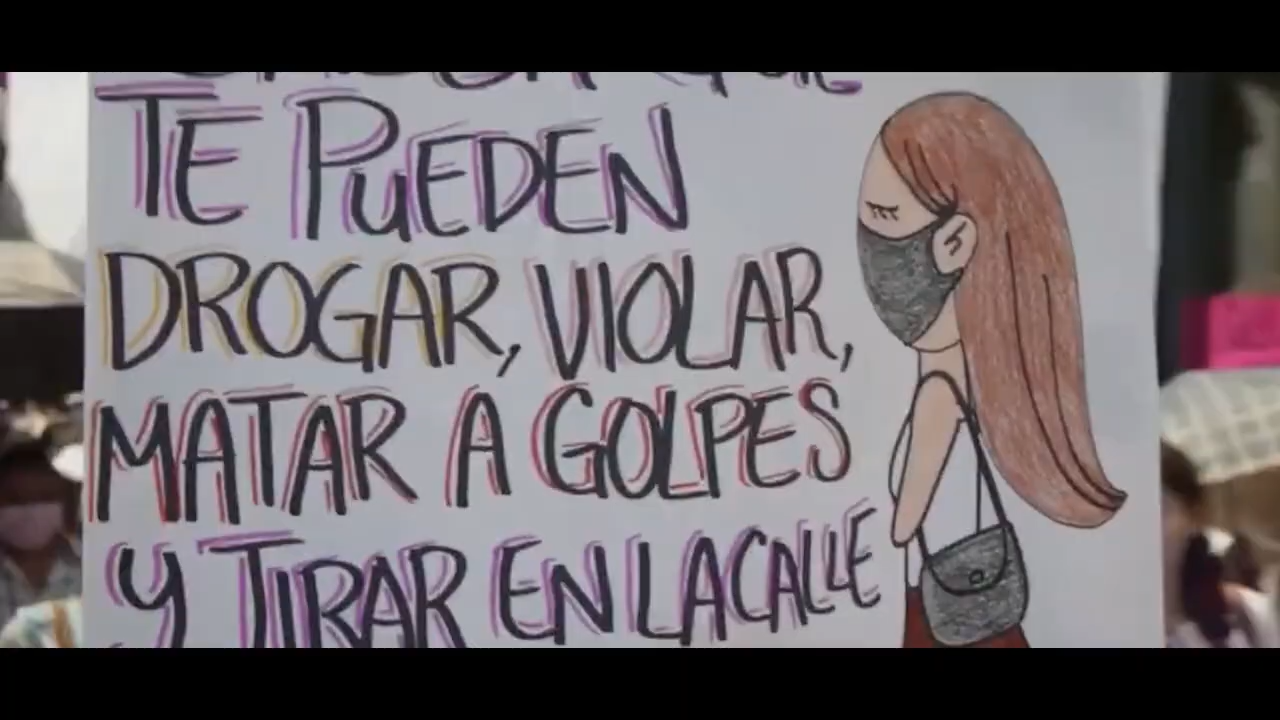 TE PUEDEN
DROGAR, VIOLAR,
MATAR A GOLPES
Y TIRAR EN LA CALLE